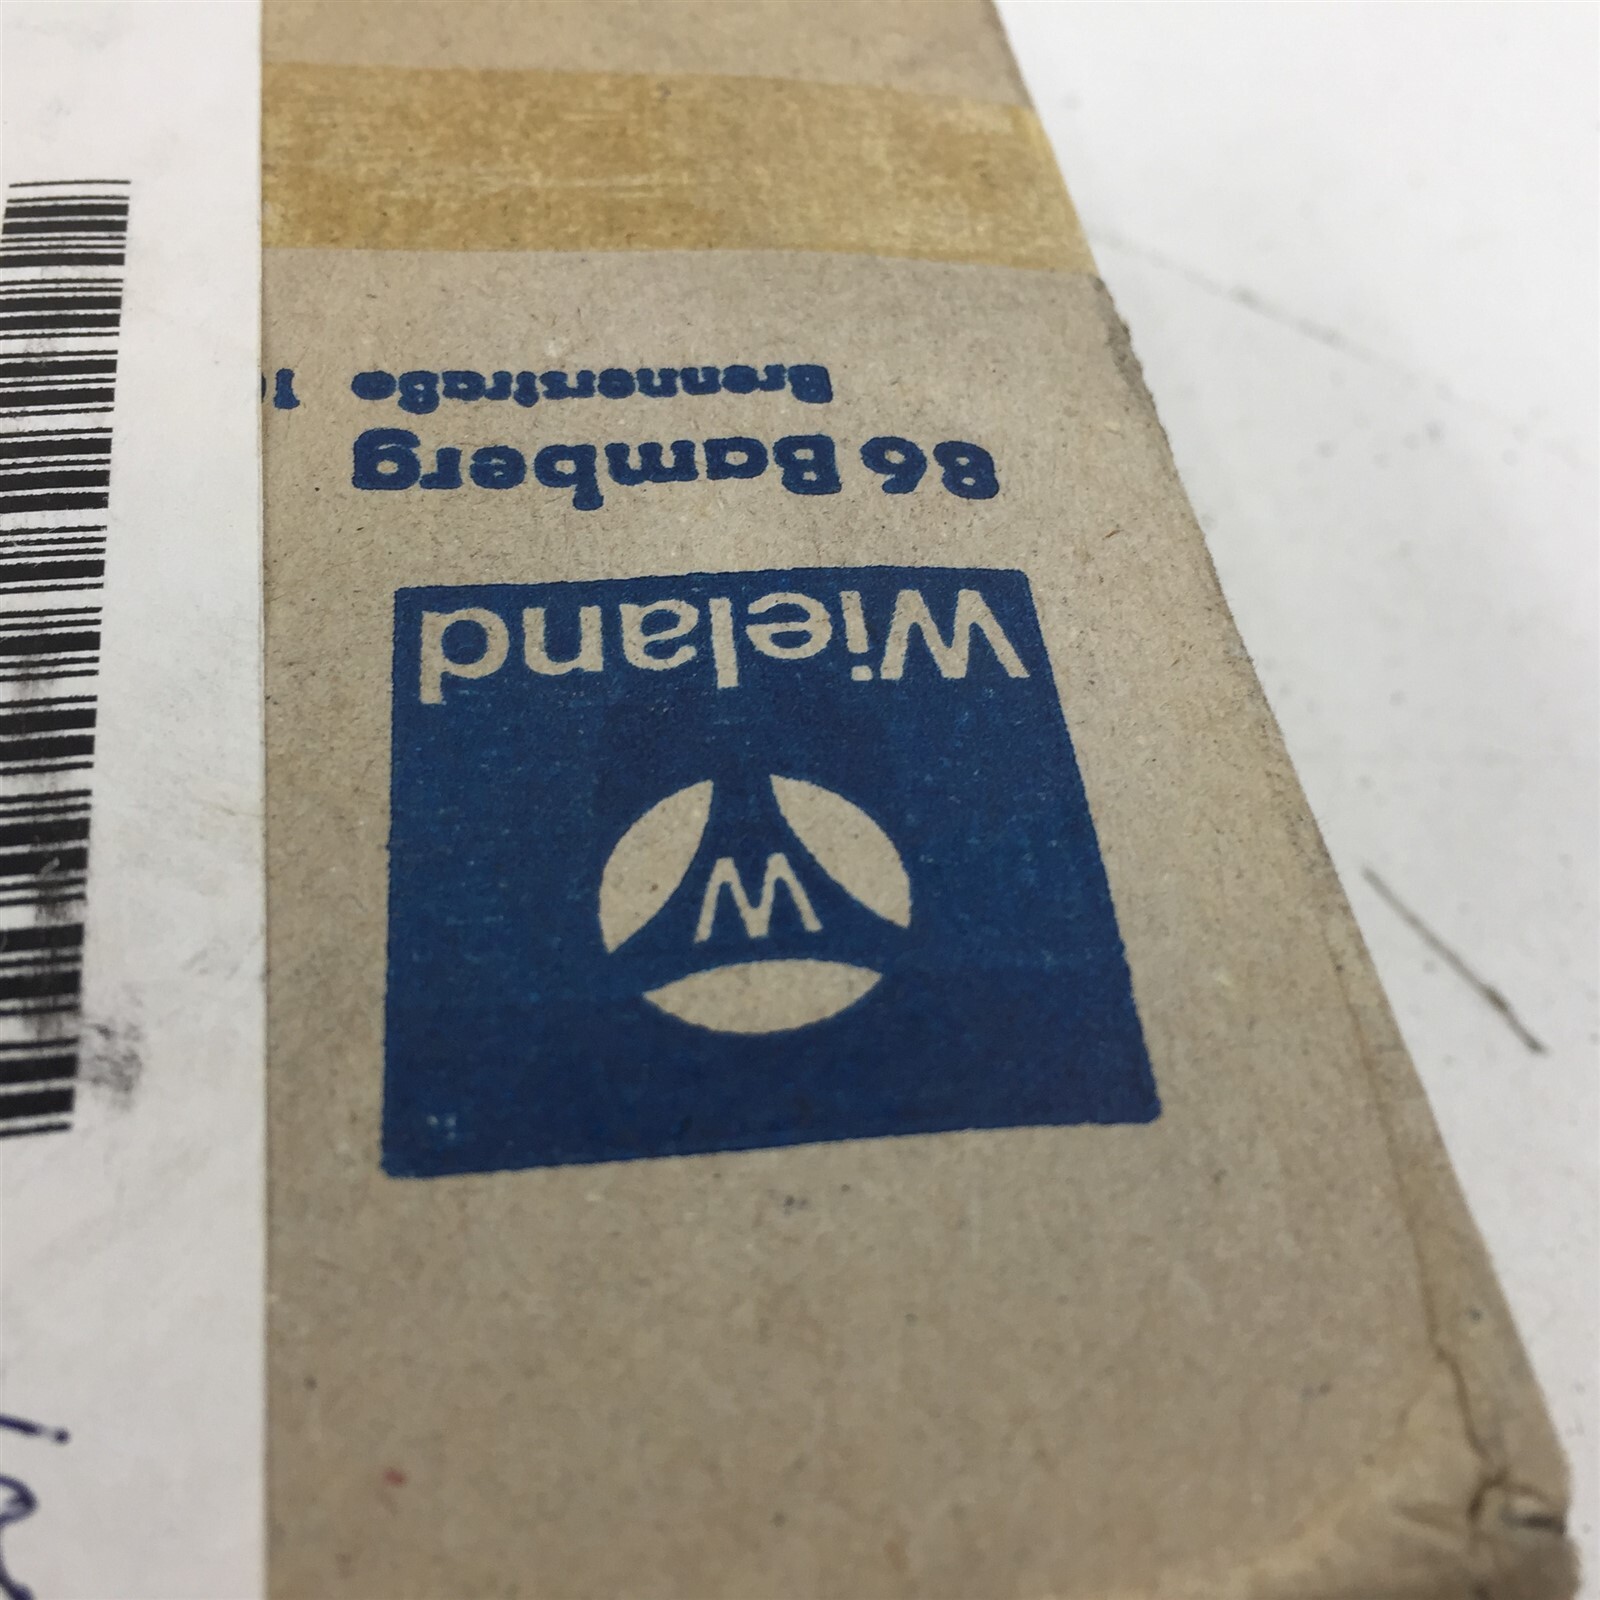 W
Wieland
86 Bamberg
Brennerstraße